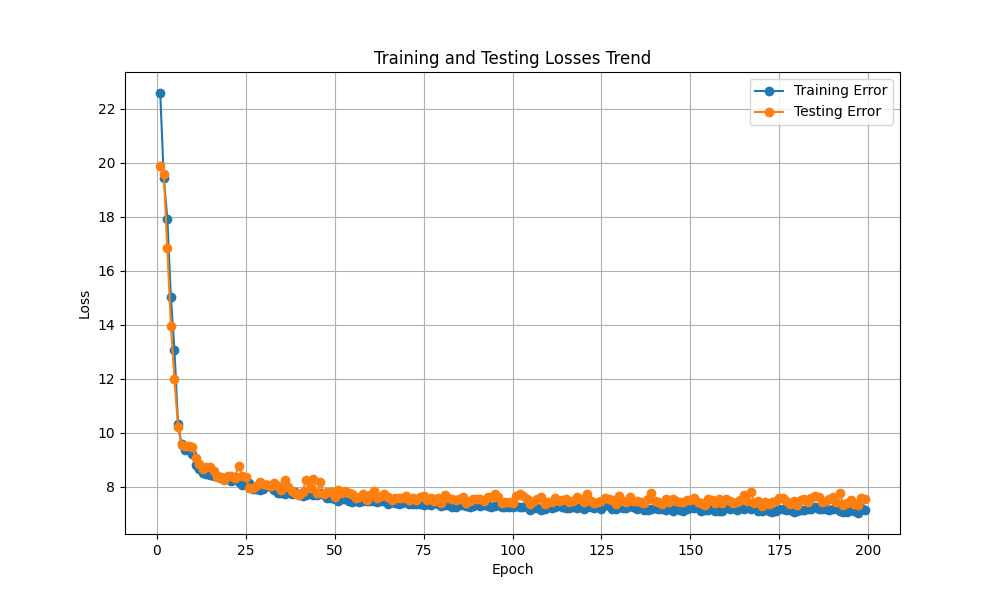 Training and Testing Losses Trend
Training Error
Testing Error
22
20
18
16
14
12
10
8
Loss
0 25 50 75 100 125 150 175 200
Epoch